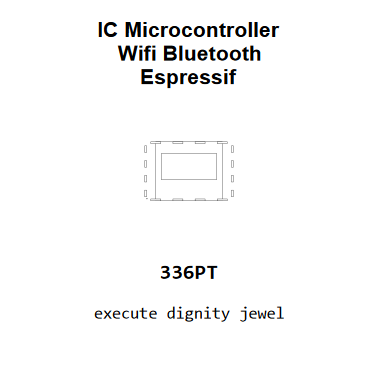 IC Microcontroller
Wifi Bluetooth
Espressif
336PT
execute dignity jewel